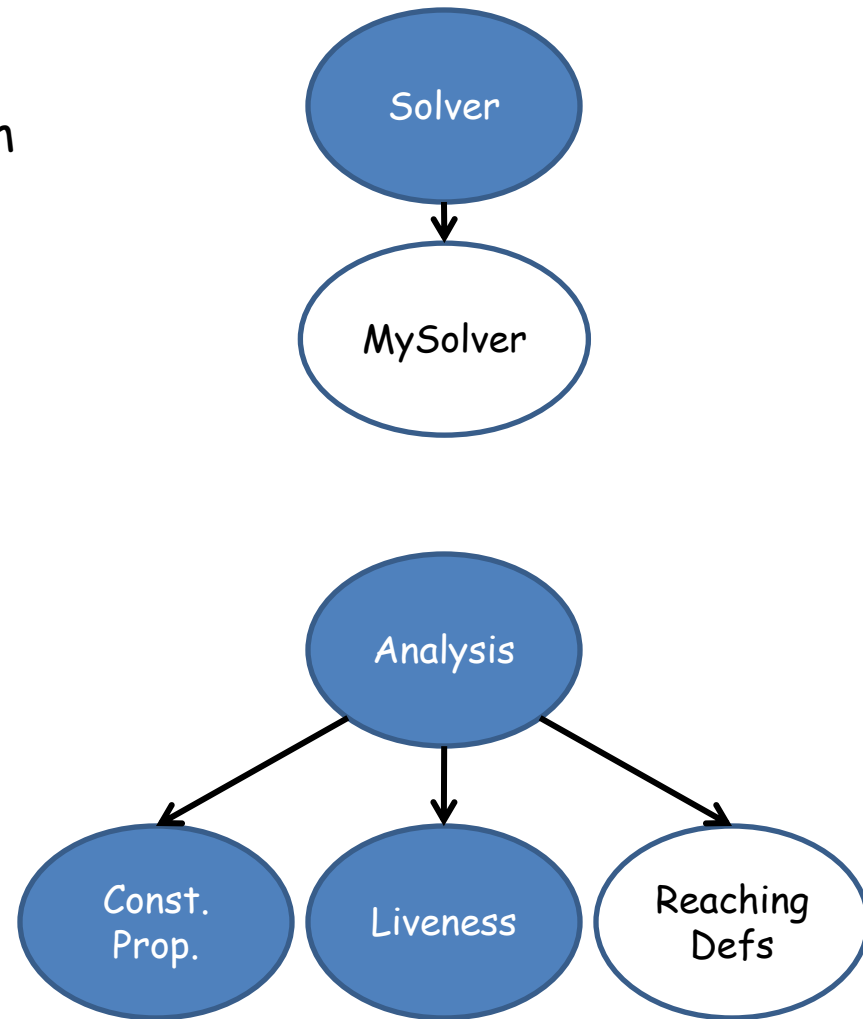 Solver
MySolver
Analysis
Const.
Prop.
Liveness
Reaching
Defs